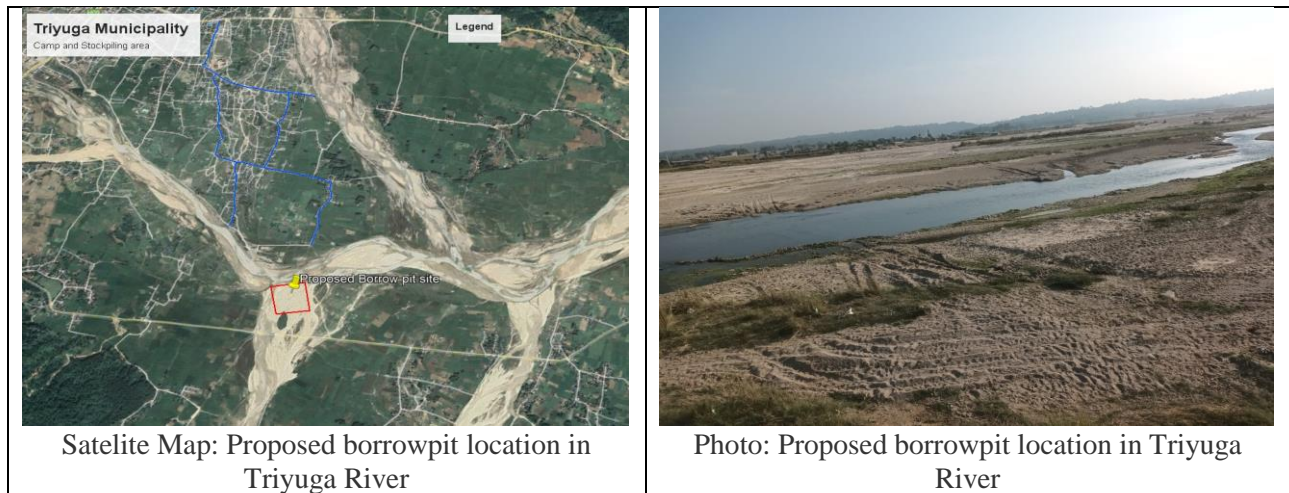 Triyuga Municipality
Camp and Stockpiling area
Legend
Proposed Borrow-pit site
Satelite Map: Proposed borrowpit location in
Triyuga River
Photo: Proposed borrowpit location in Triyuga
River